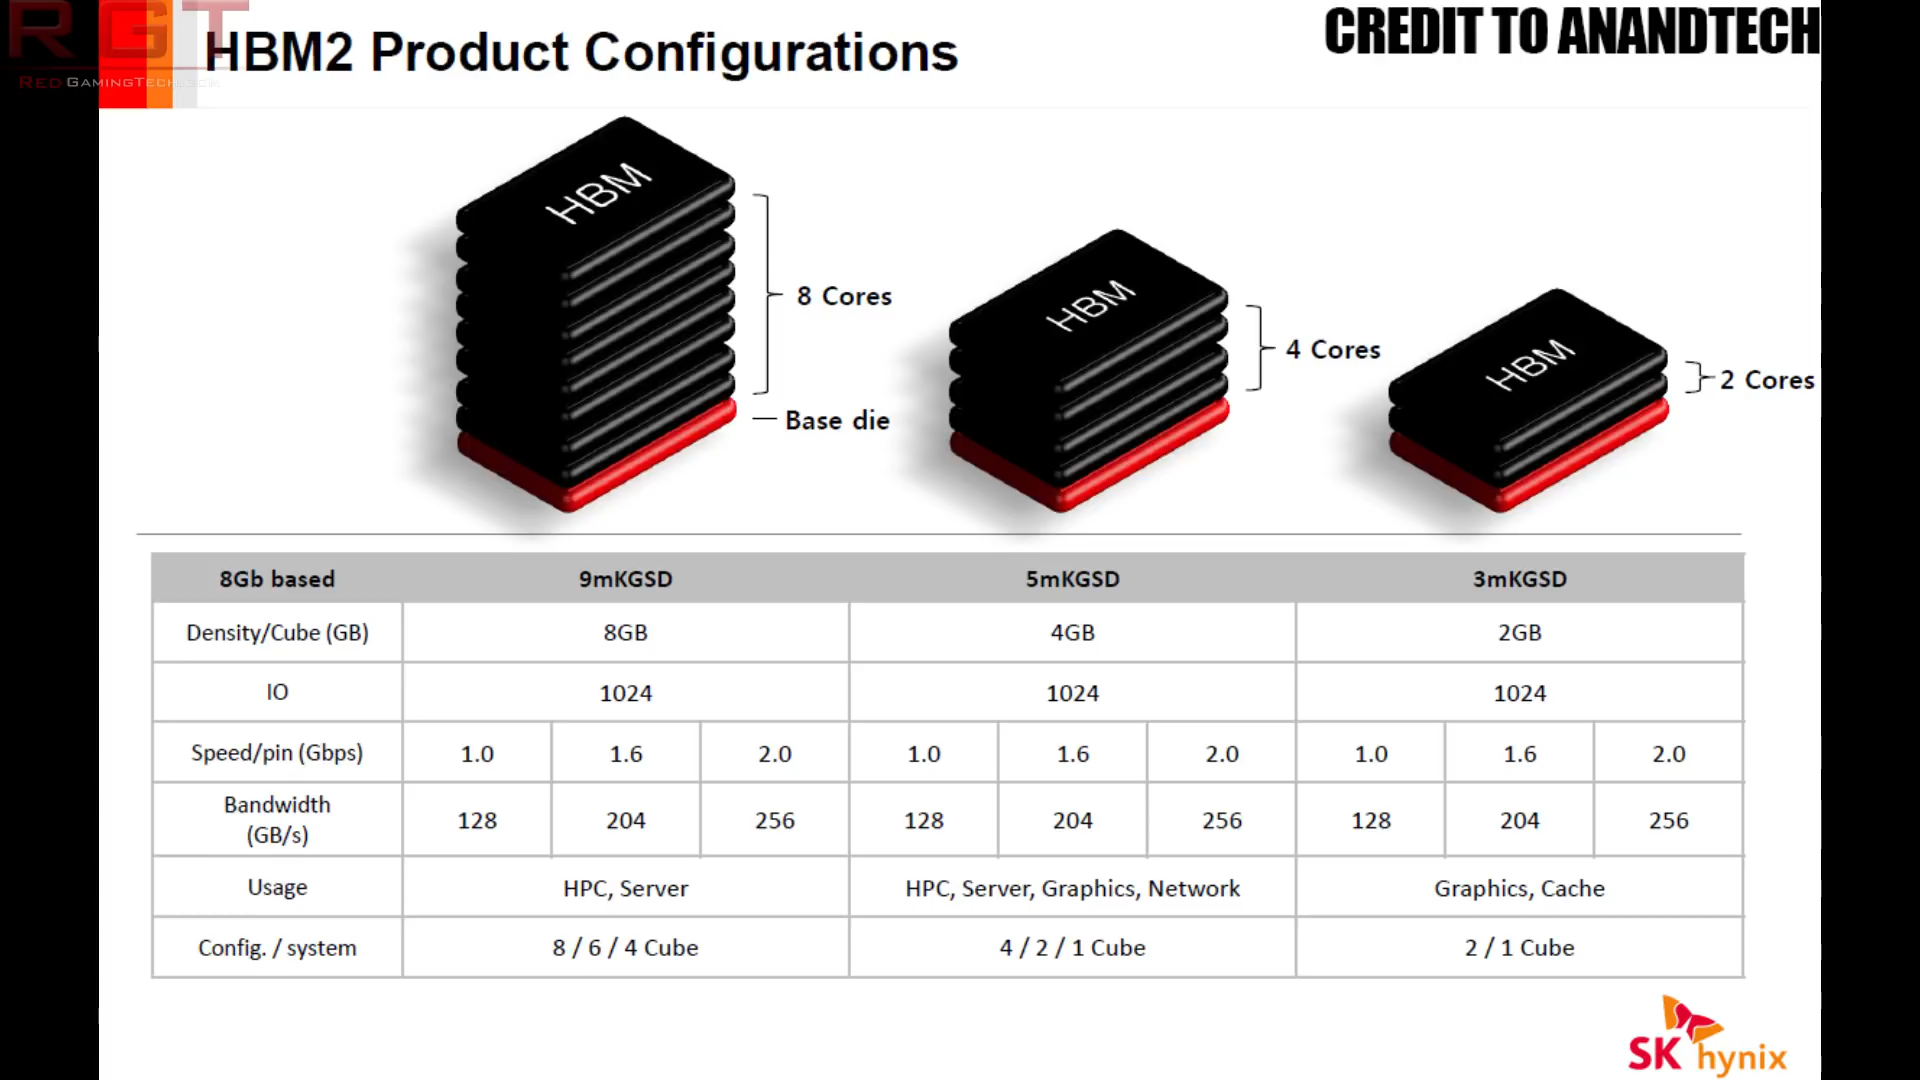 RGT
REDGAMINGTECH.COM
HBM2 Product Configurations
CREDIT TO ANANDTECH
HBM
8 Cores
Base die
HBM
4 Cores
HBM
2 Cores
8Gb based 9mKGSD 5mKGSD 3mKGSD
Density/Cube (GB) 8GB 4GB 2GB
IO 1024 1024 1024
Speed/pin (Gbps) 1.0 1.6 2.0 1.0 1.6 2.0 1.0 1.6 2.0
Bandwidth
(GB/s) 128 204 256 128 204 256 128 204 256
Usage HPC, Server HPC, Server, Graphics, Network Graphics, Cache
Config. / system 8 / 6 / 4 Cube 4 / 2 / 1 Cube 2 / 1 Cube
SK hynix